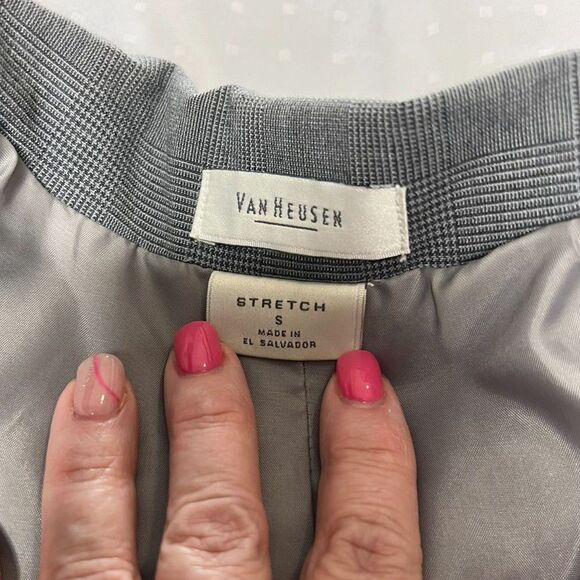 VAN HEUSEN
STRETCH
S
MADE IN
EL SALVADOR